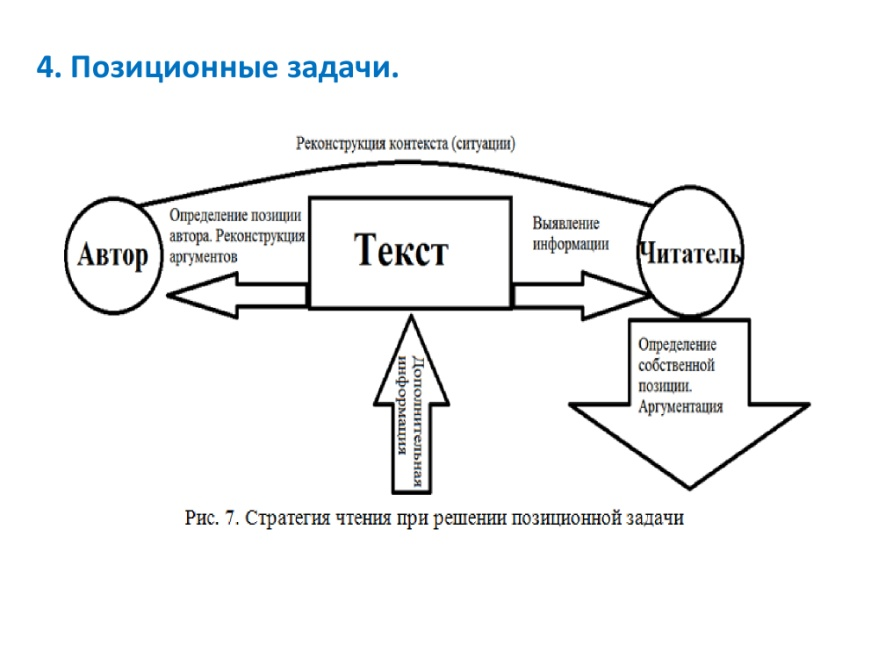 4. Позиционные задачи.
Реконструкция контекста (ситуации)
Автор
Определение позиции
автора. Реконструкция
аргументов
Текст
Выявление
информации
Читатель
Дополнительная
информация
Определение
собственной
позиции.
Аргументация
Рис. 7. Стратегия чтения при решении позиционной задачи